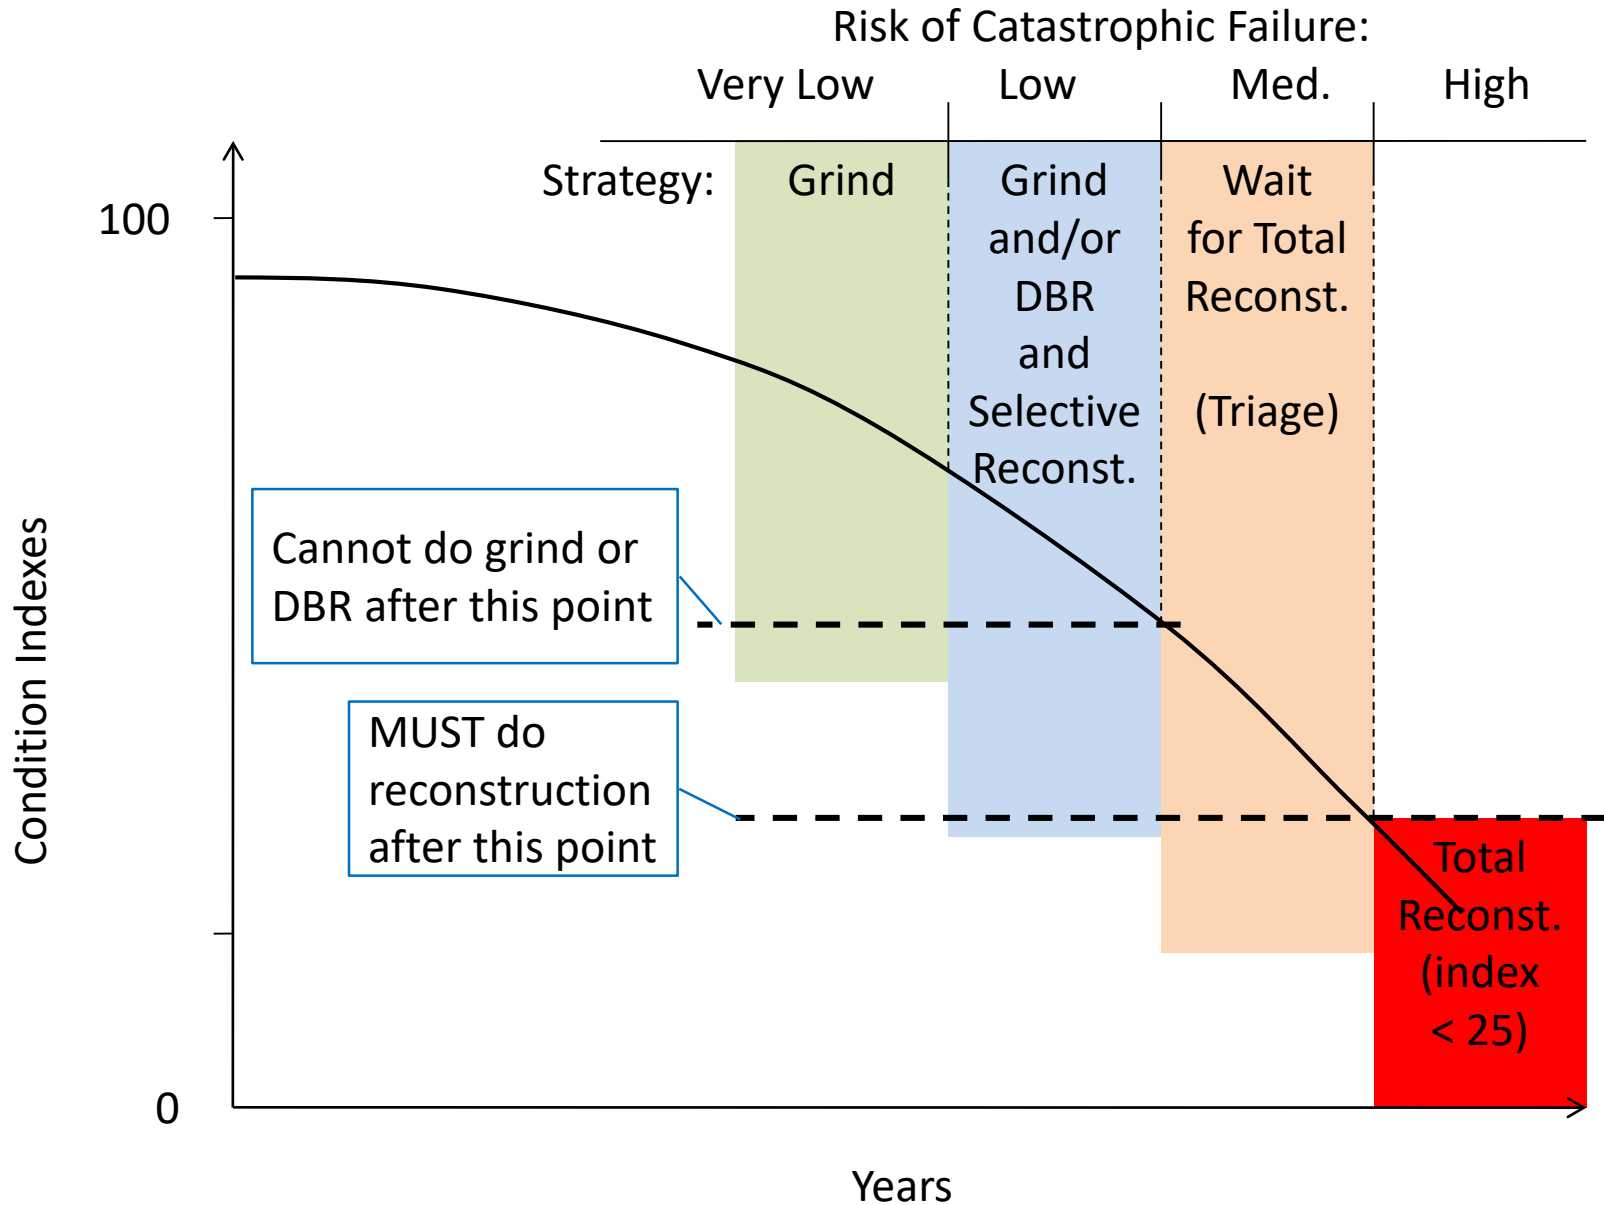 Risk of Catastrophic Failure:
Very Low
Low
Med.
High
Strategy:
Grind
Grind
and/or
DBR
and
Selective
Reconst.
Wait
for Total
Reconst.
(Triage)
100
Cannot do grind or
DBR after this point
MUST do
reconstruction
after this point
Total
Reconst.
(index
< 25)
Condition Indexes
0
Years